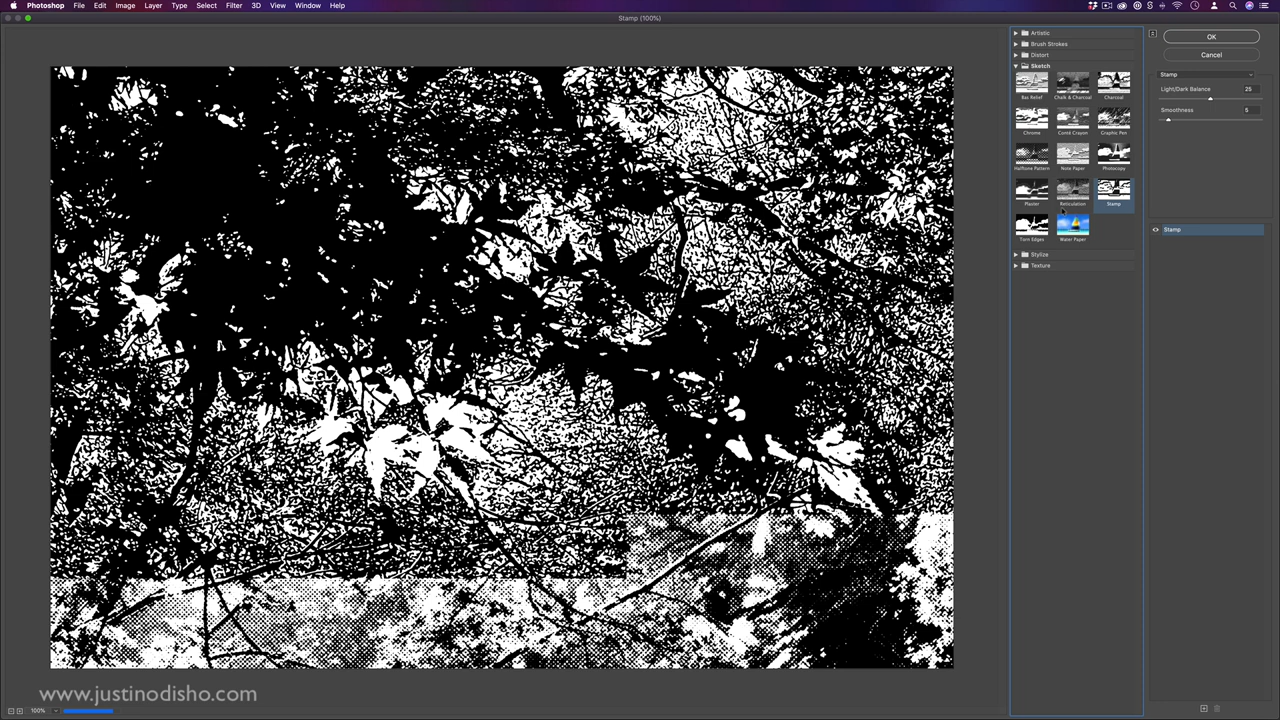 Photoshop File Edit Image Layer Type Select Filter 3D View Window Help
Stamp (100%)
Artistic
Brush Strokes
Distort
Sketch
Bas Relief Chalk & Charcoal Charcoal
Chrome Conté Crayon Graphic Pen
Halftone Pattern Note Paper Photocopy
Plaster Reticulation Stamp
Torn Edges Water Paper
Stylize
Texture
OK
Cancel
Stamp
Light/Dark Balance 25
Smoothness 5
Stamp
www.justinodisho.com
100%